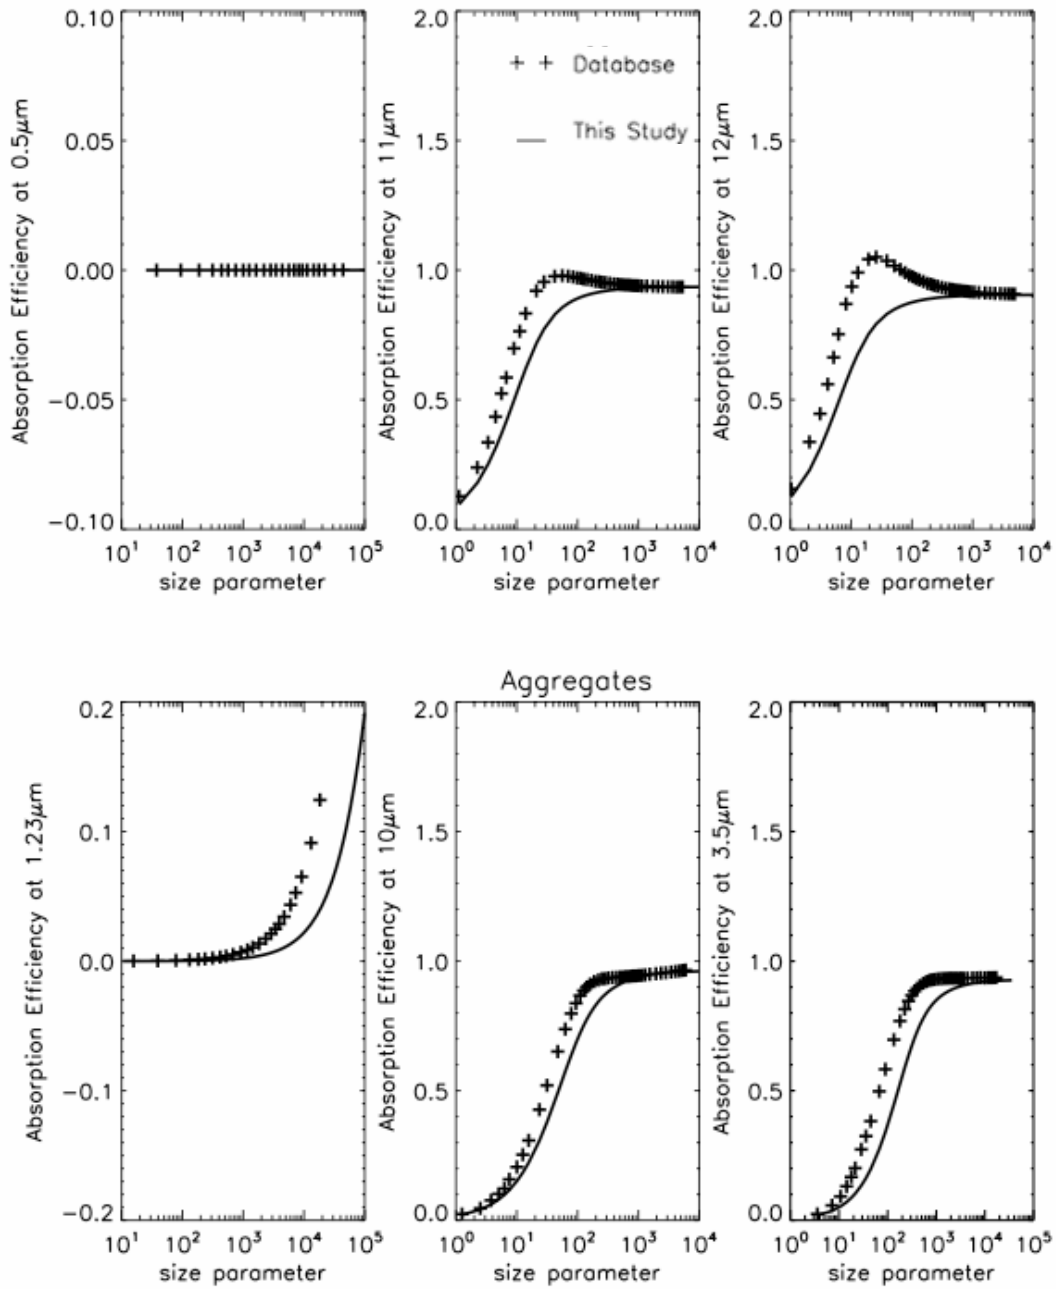 Absorption Efficiency at 0.5μm
0.10
0.05
0.00
−0.05
−0.10
10¹ 10² 10³ 10⁴ 10⁵
size parameter
Absorption Efficiency at 11μm
2.0
1.5
1.0
0.5
0.0
10⁰ 10¹ 10² 10³ 10⁴
size parameter
Database
This Study
Absorption Efficiency at 12μm
2.0
1.5
1.0
0.5
0.0
10⁰ 10¹ 10² 10³ 10⁴
size parameter
Aggregates
Absorption Efficiency at 1.23μm
0.2
0.1
0.0
−0.1
−0.2
10¹ 10² 10³ 10⁴ 10⁵
size parameter
Absorption Efficiency at 10μm
2.0
1.5
1.0
0.5
0.0
10⁰ 10¹ 10² 10³ 10⁴
size parameter
Absorption Efficiency at 3.5μm
2.0
1.5
1.0
0.5
0.0
10⁰ 10¹ 10² 10³ 10⁴ 10⁵
size parameter